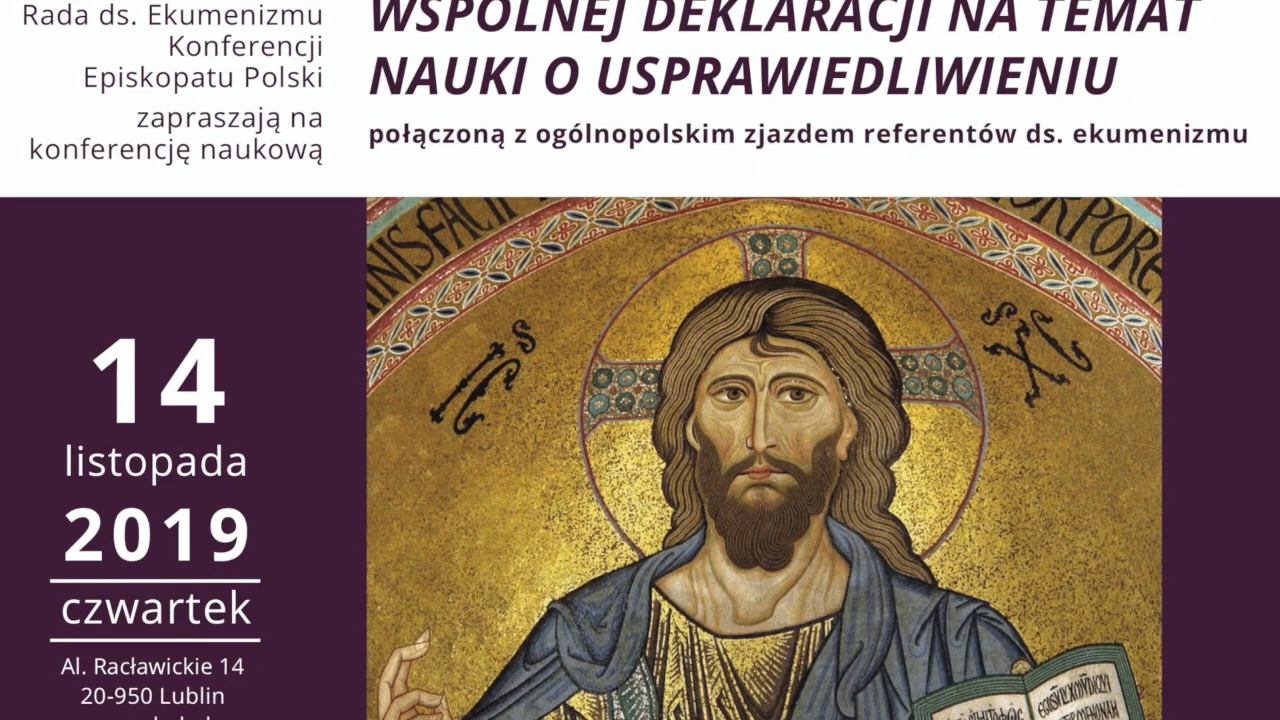 Rada ds. Ekumenizmu
Konferencji
Episkopatu Polski
zapraszają na
konferencję naukową
WSPÓLNEJ DEKLARACJI NA TEMAT
NAUKI O USPRAWIEDLIWIENIU
połączoną z ogólnopolskim zjazdem referentów ds. ekumenizmu
14
listopada
2019
czwartek
Al. Racławickie 14
20-950 Lublin